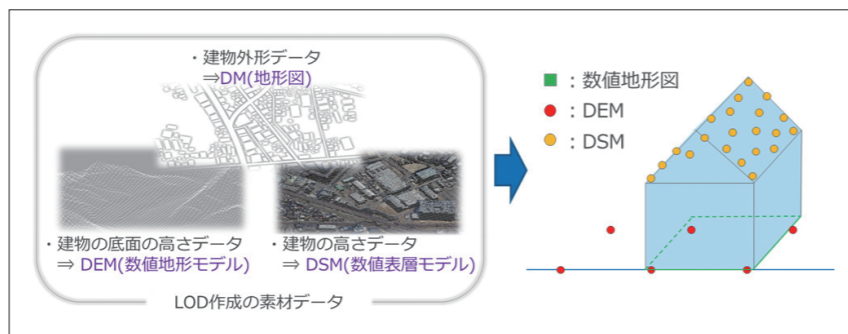 ・建物外形データ
⇒DM(地形図)
・建物の底面の高さデータ
⇒ DEM(数値地形モデル)
・建物の高さデータ
⇒ DSM(数値表層モデル)
LOD作成の素材データ
：数値地形図
：DEM
：DSM